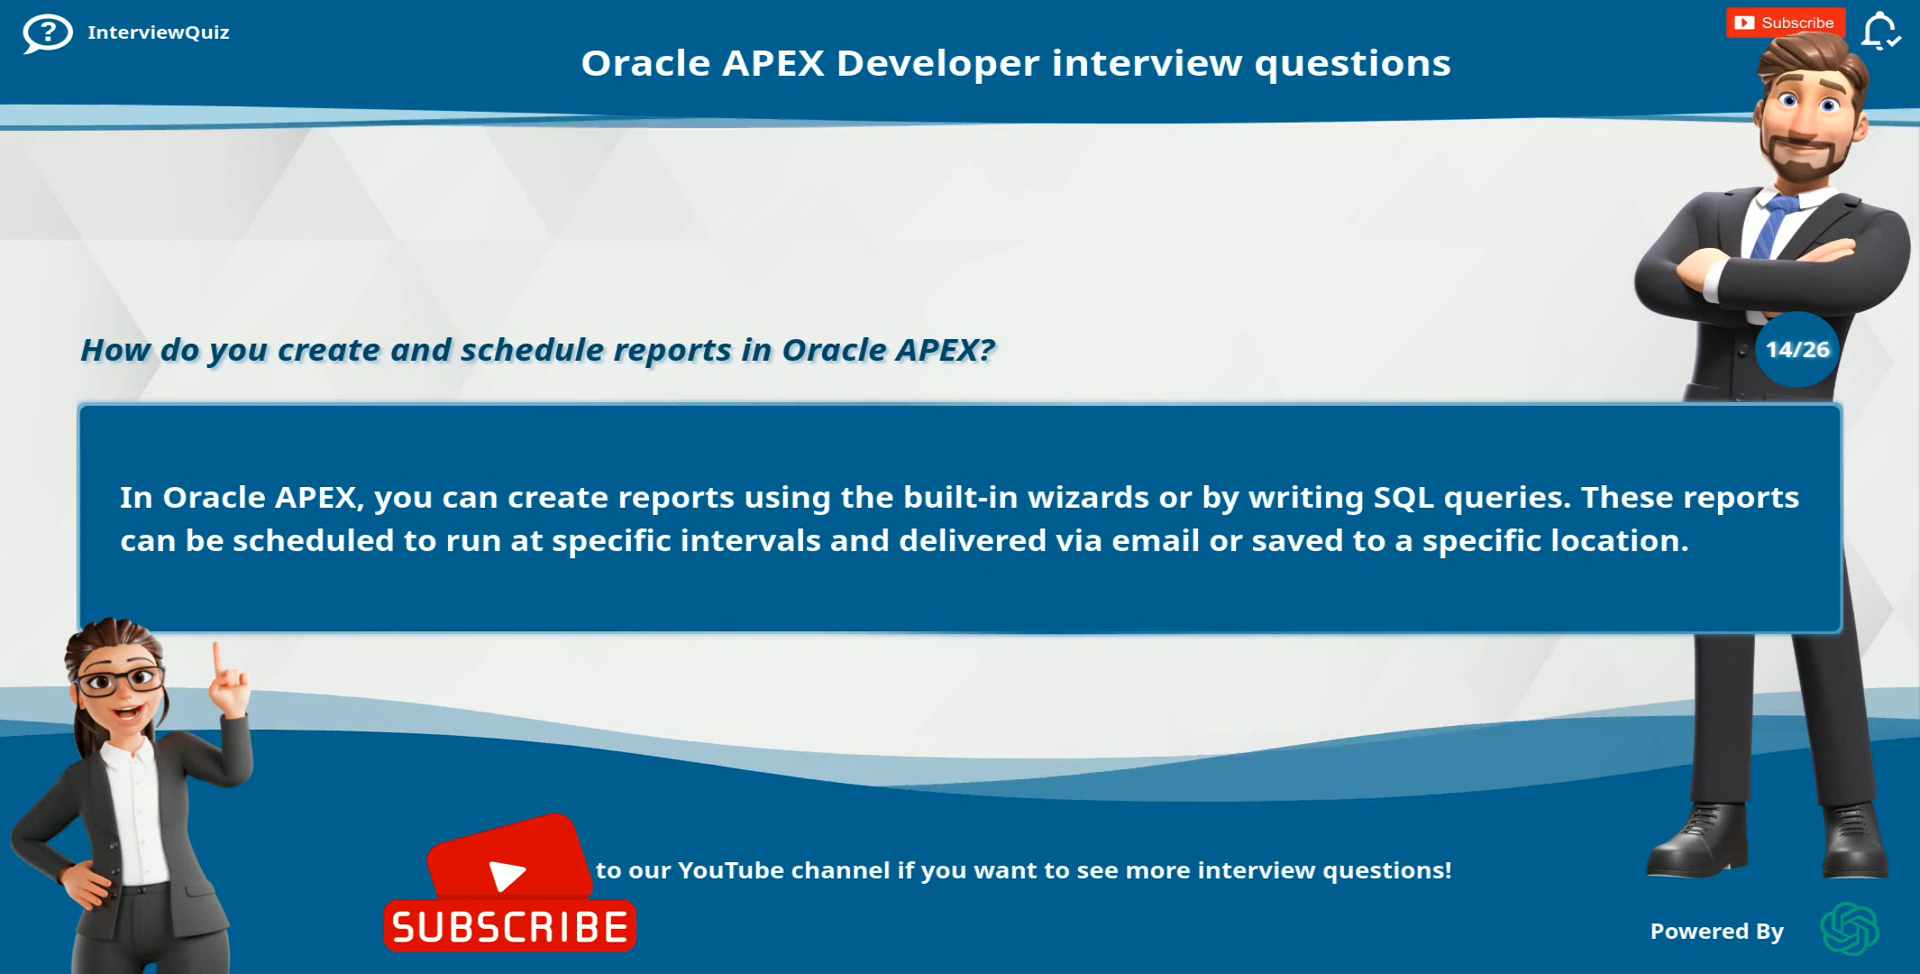 InterviewQuiz
Subscribe
Oracle APEX Developer interview questions
How do you create and schedule reports in Oracle APEX?
14/26
In Oracle APEX, you can create reports using the built-in wizards or by writing SQL queries. These reports
can be scheduled to run at specific intervals and delivered via email or saved to a specific location.
to our YouTube channel if you want to see more interview questions!
SUBSCRIBE
Powered By